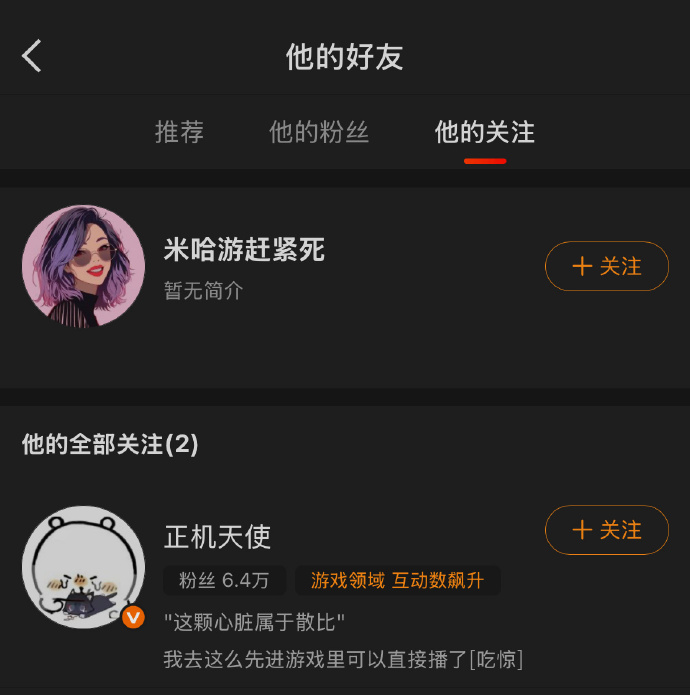 他的好友
推荐 他的粉丝 他的关注
米哈游赶紧死
暂无简介
+ 关注
他的全部关注(2)
正机天使
+ 关注
粉丝 6.4万 游戏领域 互动数飙升
"这颗心脏属于散比"
我去这么先进游戏里可以直接播了[吃惊]